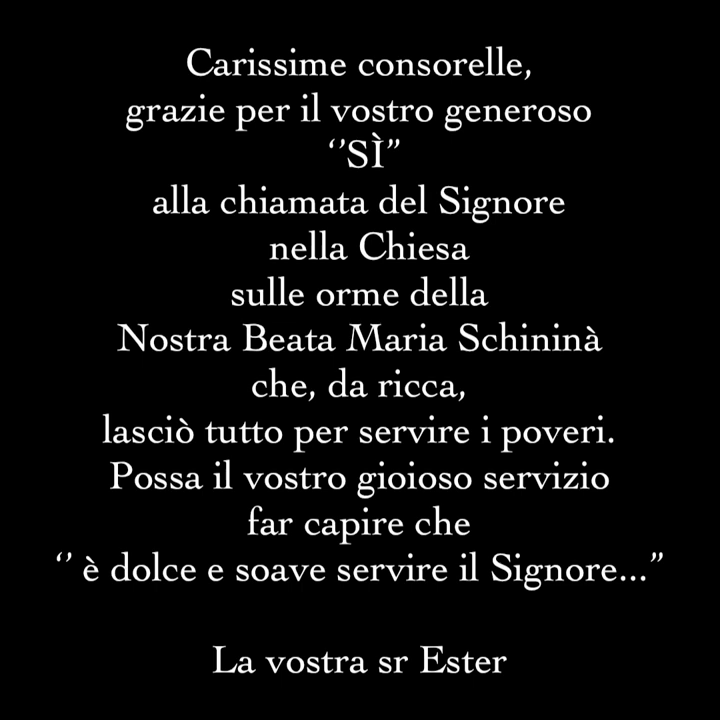 Carissime consorelle,
grazie per il vostro generoso
‘’SÌ”
alla chiamata del Signore
nella Chiesa
sulle orme della
Nostra Beata Maria Schininà
che, da ricca,
lasciò tutto per servire i poveri.
Possa il vostro gioioso servizio
far capire che
‘’ è dolce e soave servire il Signore...”
La vostra sr Ester